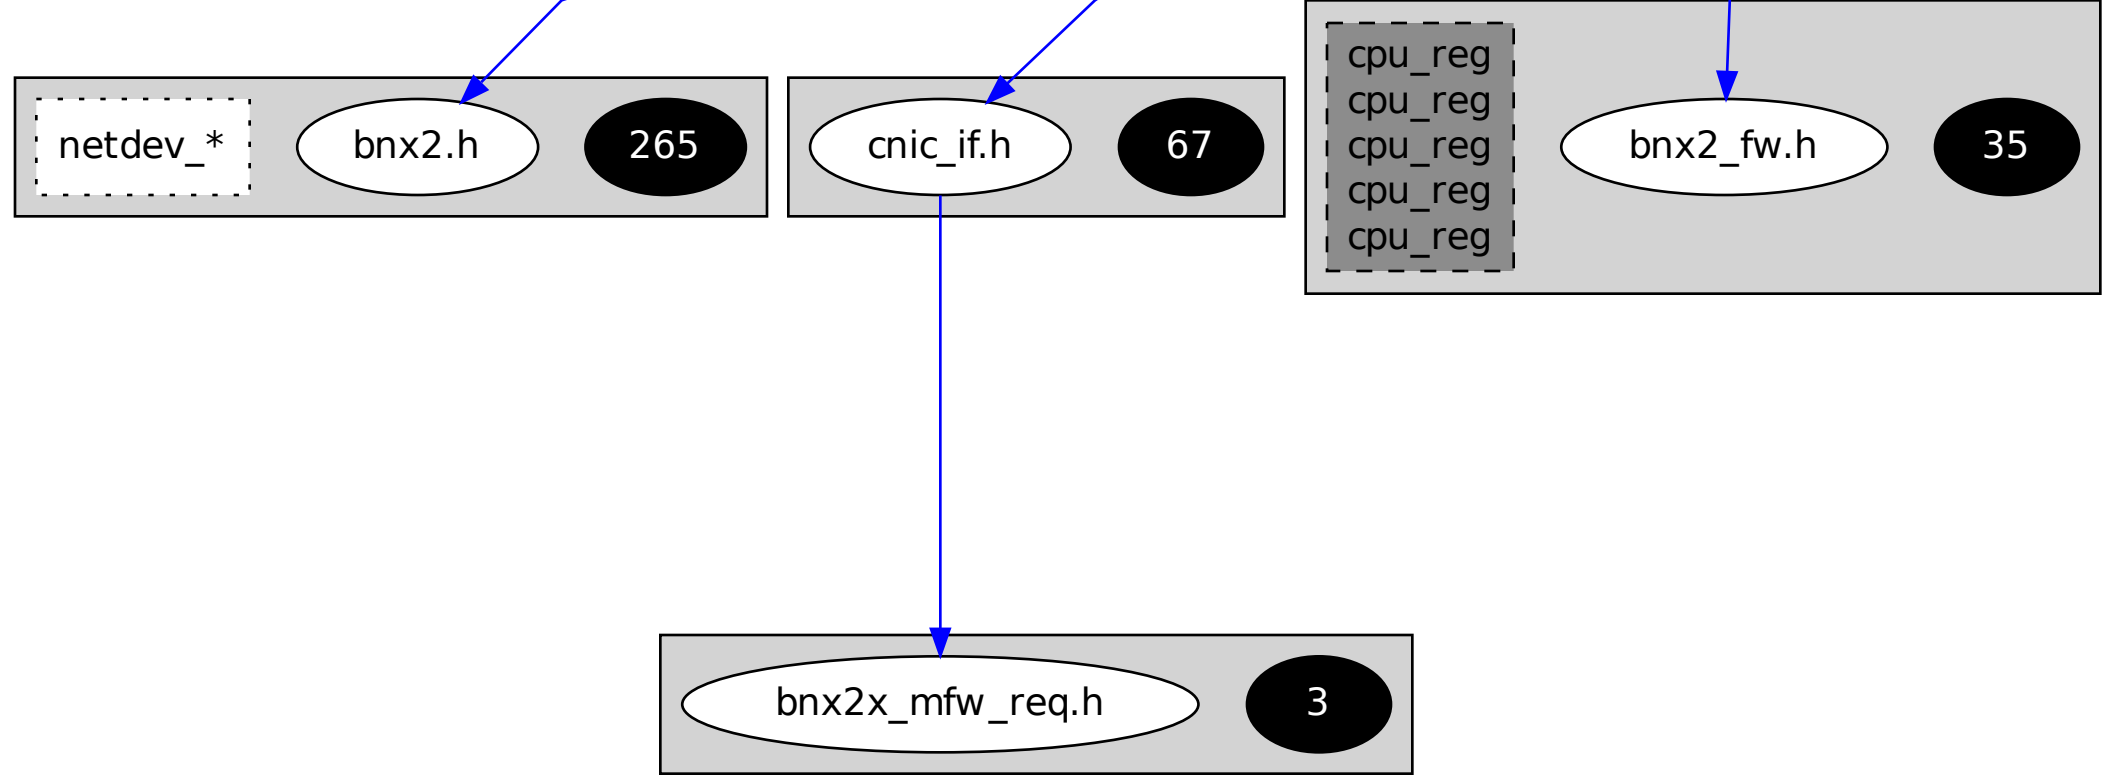 netdev_*
bnx2.h
265
cnic_if.h
67
cpu_reg
cpu_reg
cpu_reg
cpu_reg
cpu_reg
bnx2_fw.h
35
bnx2x_mfw_req.h
3